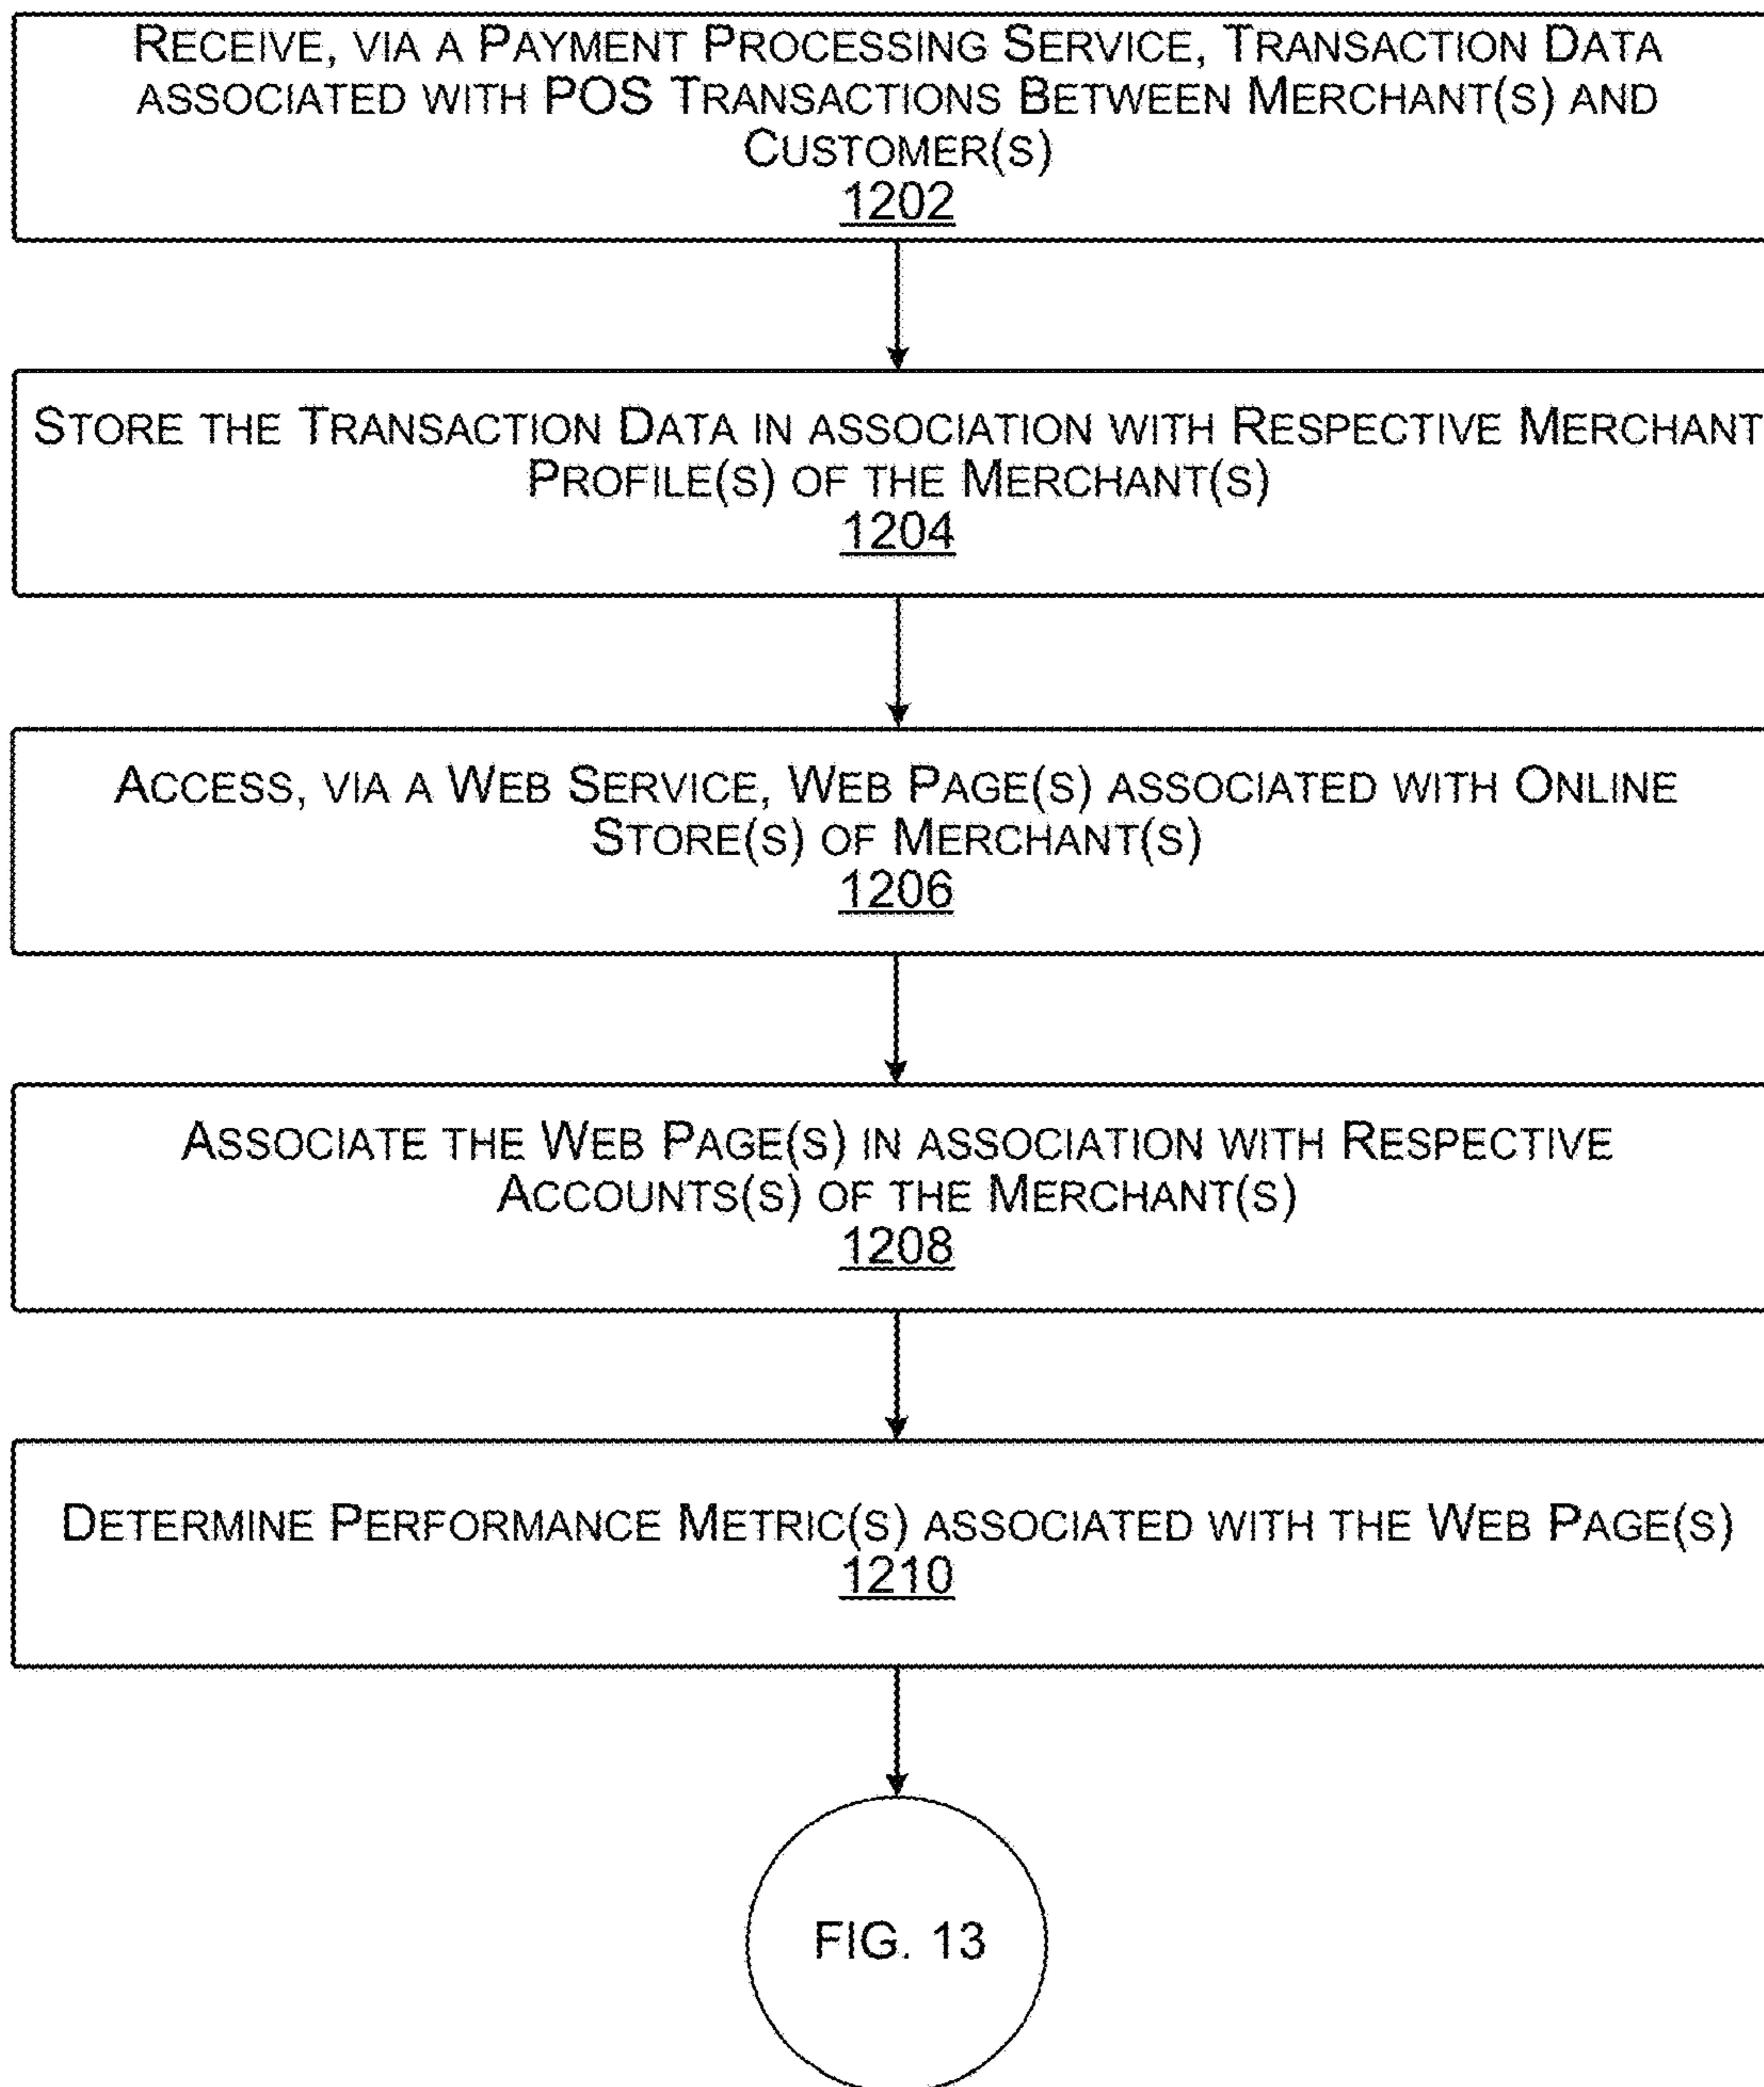 RECEIVE, VIA A PAYMENT PROCESSING SERVICE, TRANSACTION DATA
ASSOCIATED WITH POS TRANSACTIONS BETWEEN MERCHANT(S) AND
CUSTOMER(S)
1202
STORE THE TRANSACTION DATA IN ASSOCIATION WITH RESPECTIVE MERCHANT
PROFILE(S) OF THE MERCHANT(S)
1204
ACCESS, VIA A WEB SERVICE, WEB PAGE(S) ASSOCIATED WITH ONLINE
STORE(S) OF MERCHANT(S)
1206
ASSOCIATE THE WEB PAGE(S) IN ASSOCIATION WITH RESPECTIVE
ACCOUNTS(S) OF THE MERCHANT(S)
1208
DETERMINE PERFORMANCE METRIC(S) ASSOCIATED WITH THE WEB PAGE(S)
1210
FIG. 13